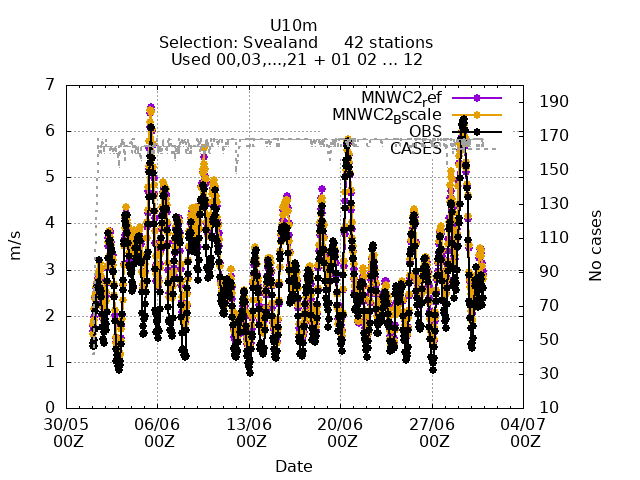 U10m
Selection: Svealand 42 stations
Used 00,03,...,21 + 01 02 ... 12
7
6
5
4
3
2
1
0
m/s
190
170
150
130
110
90
70
50
30
10
No cases
MNWC2ref
MNWC2Bscale
OBS
CASES
30/05 06/06 13/06 20/06 27/06 04/07
00Z 00Z 00Z 00Z 00Z 00Z
Date